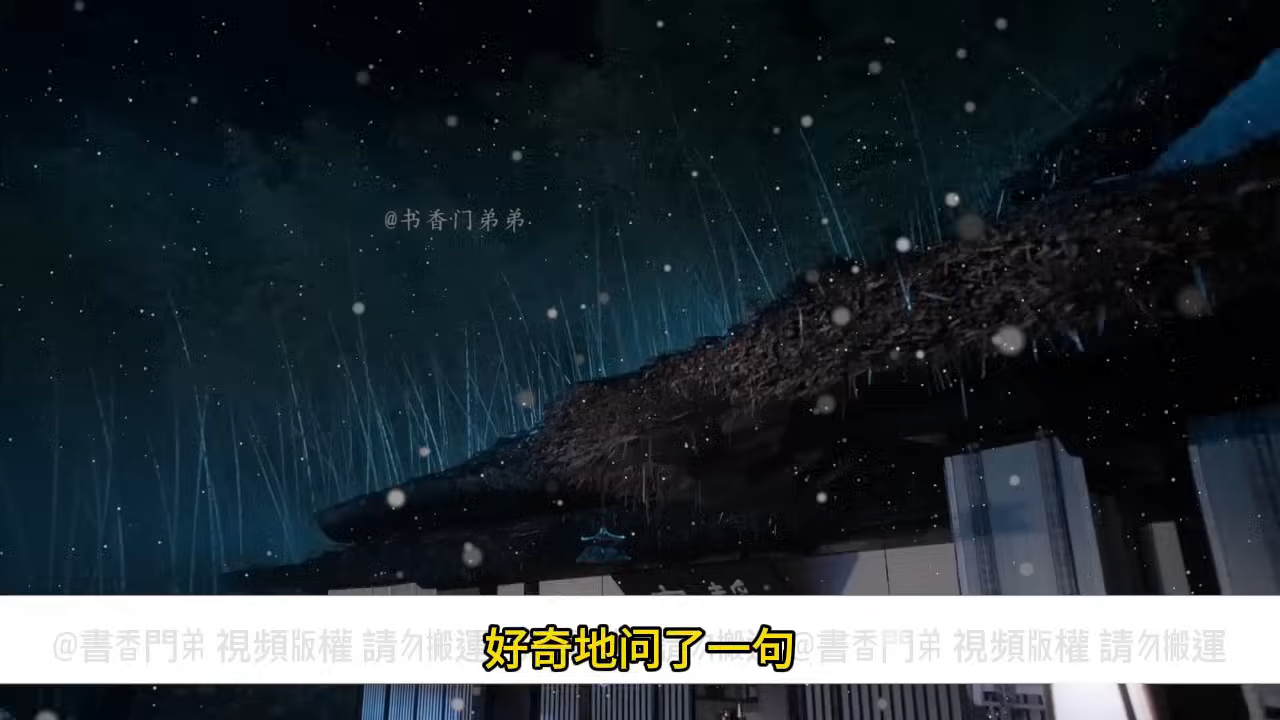 @书香门弟弟
@書香門弟 視頻版權 請勿搬運 @書香門弟 視頻版權 請勿搬運
好奇地问了一句